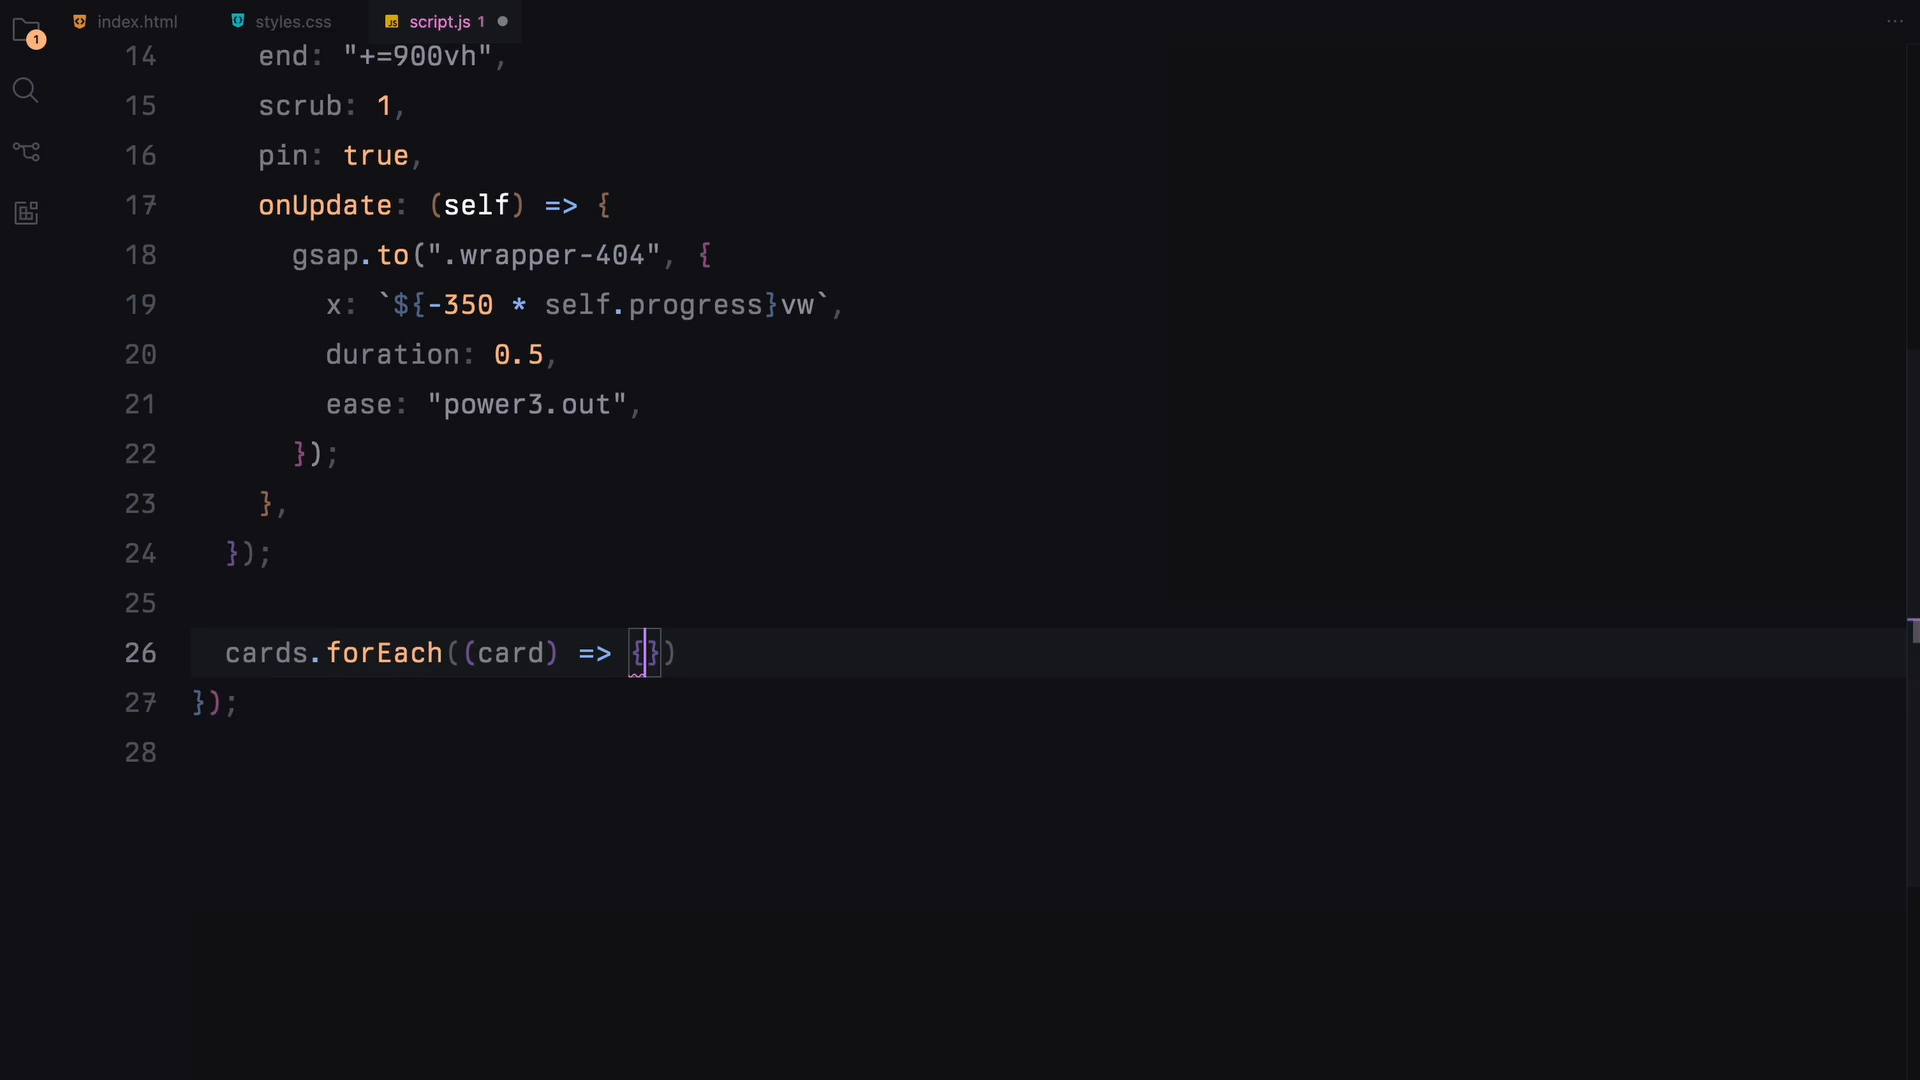 index.html styles.css script.js 1
1
14 end: "+=900vh",
15 scrub: 1,
16 pin: true,
17 onUpdate: (self) => {
18 gsap.to(".wrapper-404", {
19 x: `${-350 * self.progress}vw`,
20 duration: 0.5,
21 ease: "power3.out",
22 });
23 },
24 });
25
26 cards.forEach((card) => {})
27 });
28